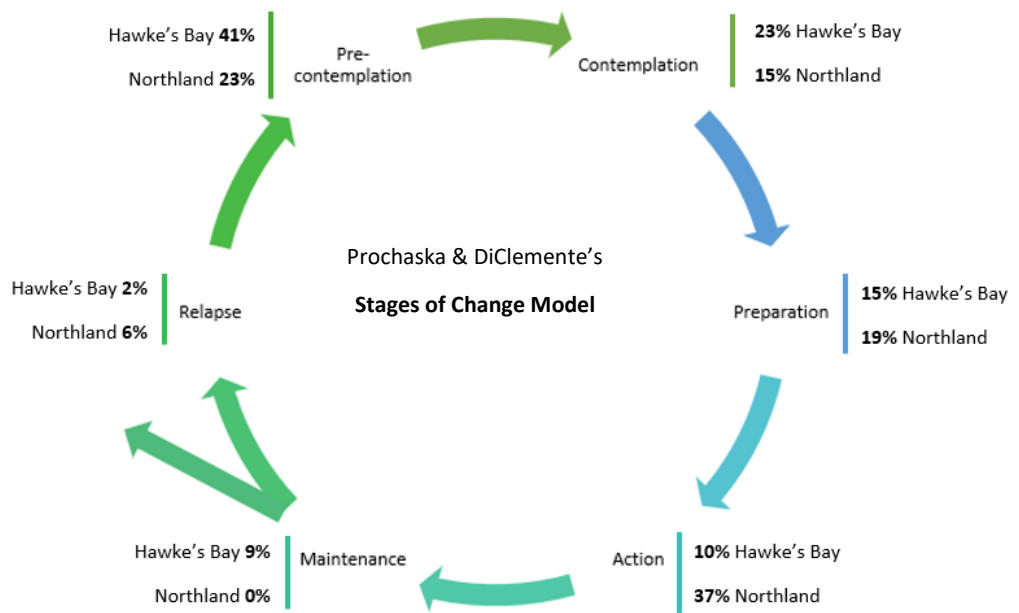 Hawke's Bay 41%
Northland 23%
Pre-
contemplation
Contemplation
23% Hawke's Bay
15% Northland
Prochaska & DiClemente's
Stages of Change Model
Hawke's Bay 2%
Northland 6%
Relapse
Preparation
15% Hawke's Bay
19% Northland
Hawke's Bay 9%
Northland 0%
Maintenance
Action
10% Hawke's Bay
37% Northland